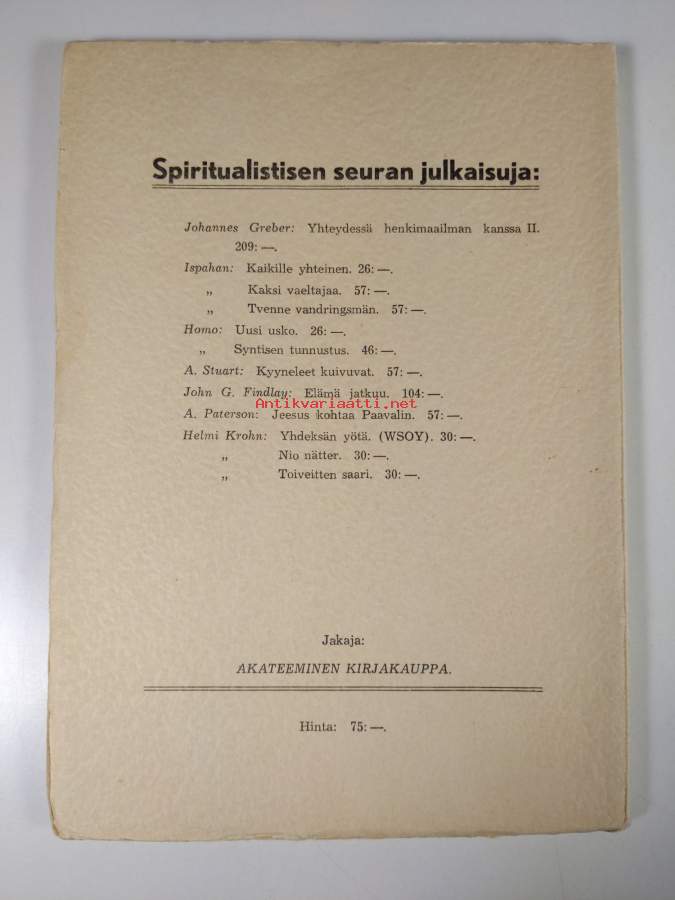 Spiritualistisen seuran julkaisuja:
Johannes Greber: Yhteydessä henkimaailman kanssa II.
209: —.
Ispahan: Kaikille yhteinen. 26: —.
„ Kaksi vaeltajaa. 57: —.
„ Tvenne vandringsmän. 57: —.
Homo: Uusi usko. 26: —.
„ Syntisen tunnustus. 46: —.
A. Stuart: Kyyneleet kuivuvat. 57: —.
John G. Findlay: Elämä jatkuu. 104: —.
Antikvariaatti.net
A. Paterson: Jeesus kohtaa Paavalin. 57: —.
Helmi Krohn: Yhdeksän yötä. (WSOY). 30: —.
„ Nio nätter. 30: —.
„ Toiveitten saari. 30: —.
Jakaja:
AKATEEMINEN KIRJAKAUPPA.
Hinta: 75: —.